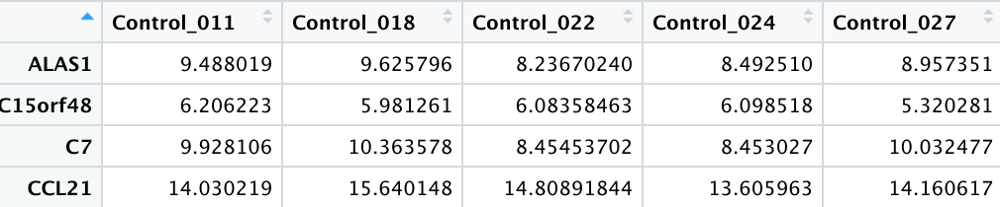 Control_011 Control_018 Control_022 Control_024 Control_027
ALAS1 9.488019 9.625796 8.23670240 8.492510 8.957351
C15orf48 6.206223 5.981261 6.08358463 6.098518 5.320281
C7 9.928106 10.363578 8.45453702 8.453027 10.032477
CCL21 14.030219 15.640148 14.80891844 13.605963 14.160617